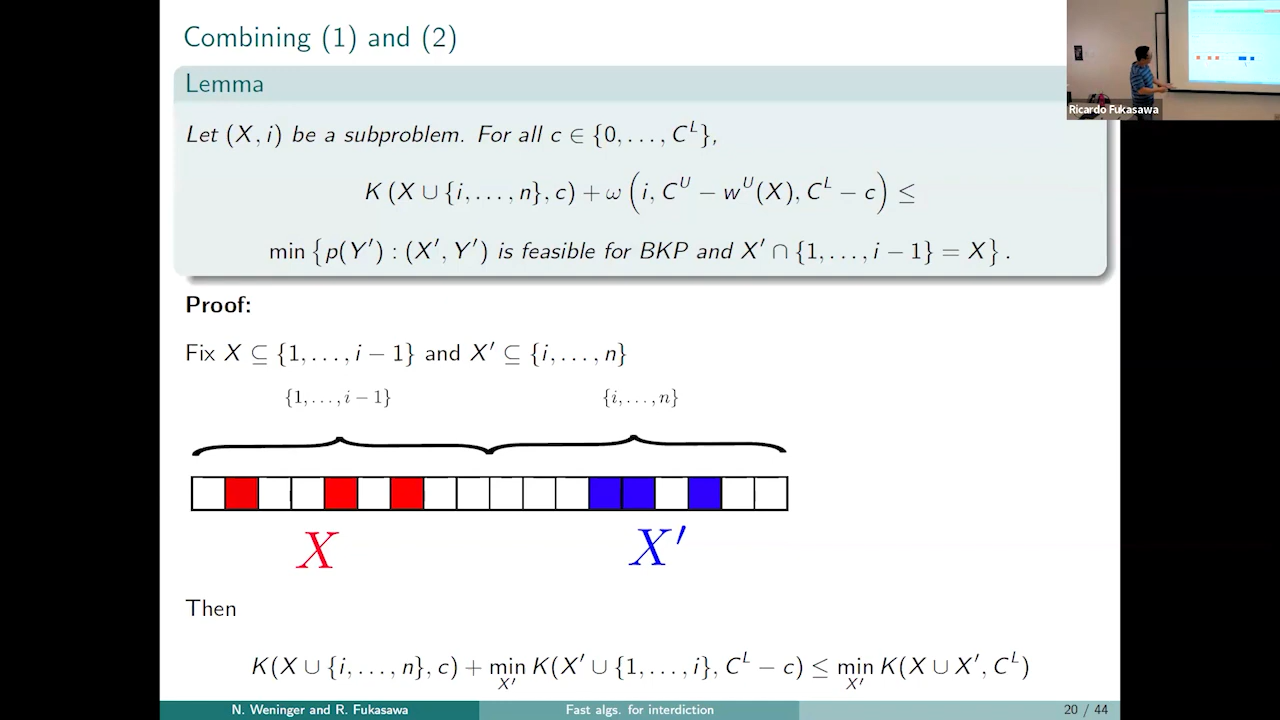 Combining (1) and (2)
Lemma
Let (X, i) be a subproblem. For all c ∈ {0, . . . , C^L},
K (X ∪ {i, . . . , n}, c) + ω (i, C^U − w^U(X), C^L − c) ≤
min {p(Y′) : (X′, Y′) is feasible for BKP and X′ ∩ {1, . . . , i − 1} = X} .
Proof:
Fix X ⊆ {1, . . . , i − 1} and X′ ⊆ {i, . . . , n}
{1, . . . , i − 1} {i, . . . , n}
X X′
Then
K(X ∪ {i, . . . , n}, c) + min_{X′} K(X′ ∪ {1, . . . , i}, C^L − c) ≤ min_{X′} K(X ∪ X′, C^L)
N. Weninger and R. Fukasawa Fast algs. for interdiction 20 / 44
Ricardo Fukasawa